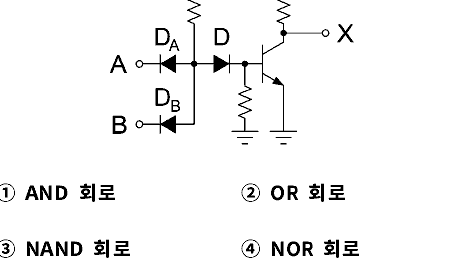 D_A D
A
X
D_B
B
① AND 회로 ② OR 회로
③ NAND 회로 ④ NOR 회로